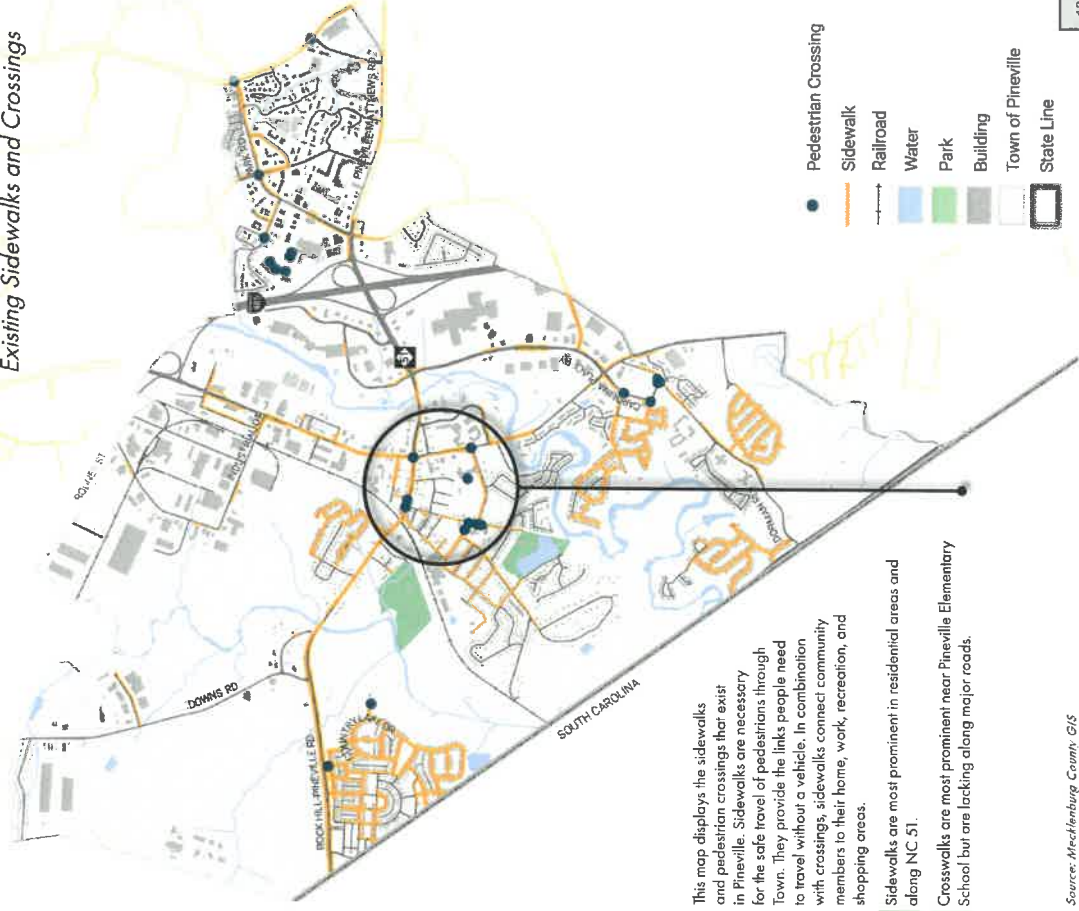 Existing Sidewalks and Crossings
DOWNS RD
ROCK HILL-PINEVILLE RD
SOUTH CAROLINA
51
DORMAN RD
PINEVILLE-MATTHEWS RD
Pedestrian Crossing
Sidewalk
Railroad
Water
Park
Building
Town of Pineville
State Line
This map displays the sidewalks
and pedestrian crossings that exist
in Pineville. Sidewalks are necessary
for the safe travel of pedestrians through
Town. They provide the links people need
to travel without a vehicle. In combination
with crossings, sidewalks connect community
members to their home, work, recreation, and
shopping areas.
Sidewalks are most prominent in residential areas and
along NC 51.
Crosswalks are most prominent near Pineville Elementary
School but are lacking along major roads.
Source: Mecklenburg County GIS